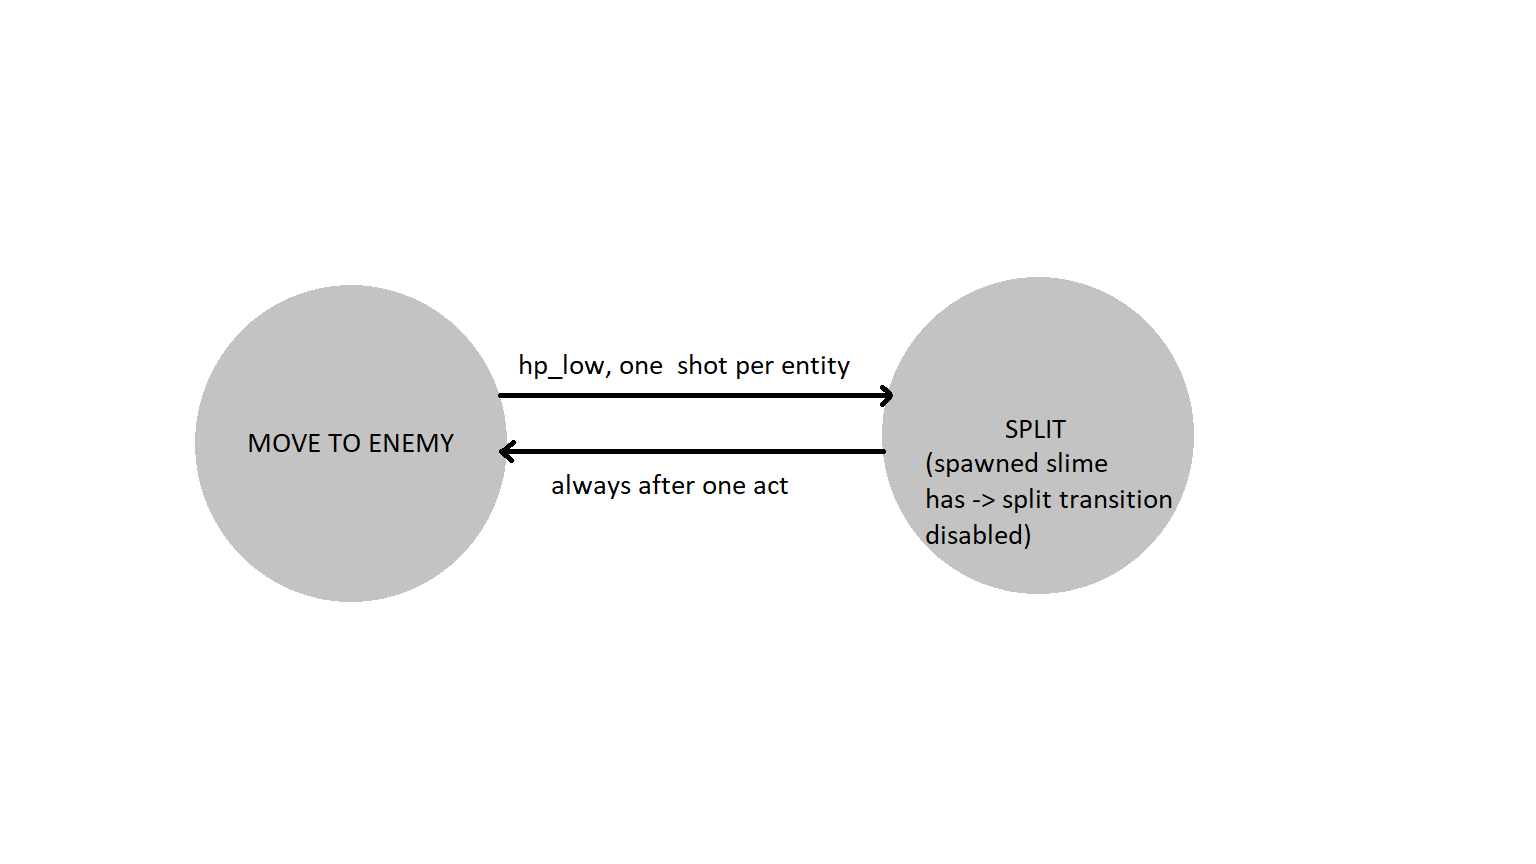 hp_low, one  shot per entity
MOVE TO ENEMY
always after one act
SPLIT
(spawned slime
has -> split transition
disabled)